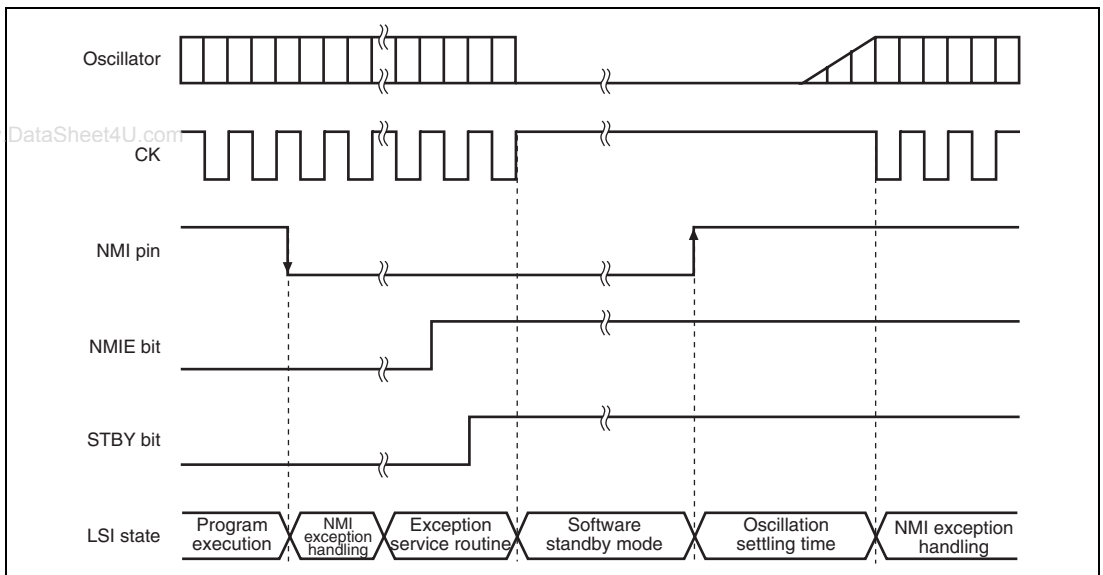 Oscillator
www.DataSheet4U.com
CK
NMI pin
NMIE bit
STBY bit
LSI state
Program
execution
NMI
exception
handling
Exception
service routine
Software
standby mode
Oscillation
settling time
NMI exception
handling